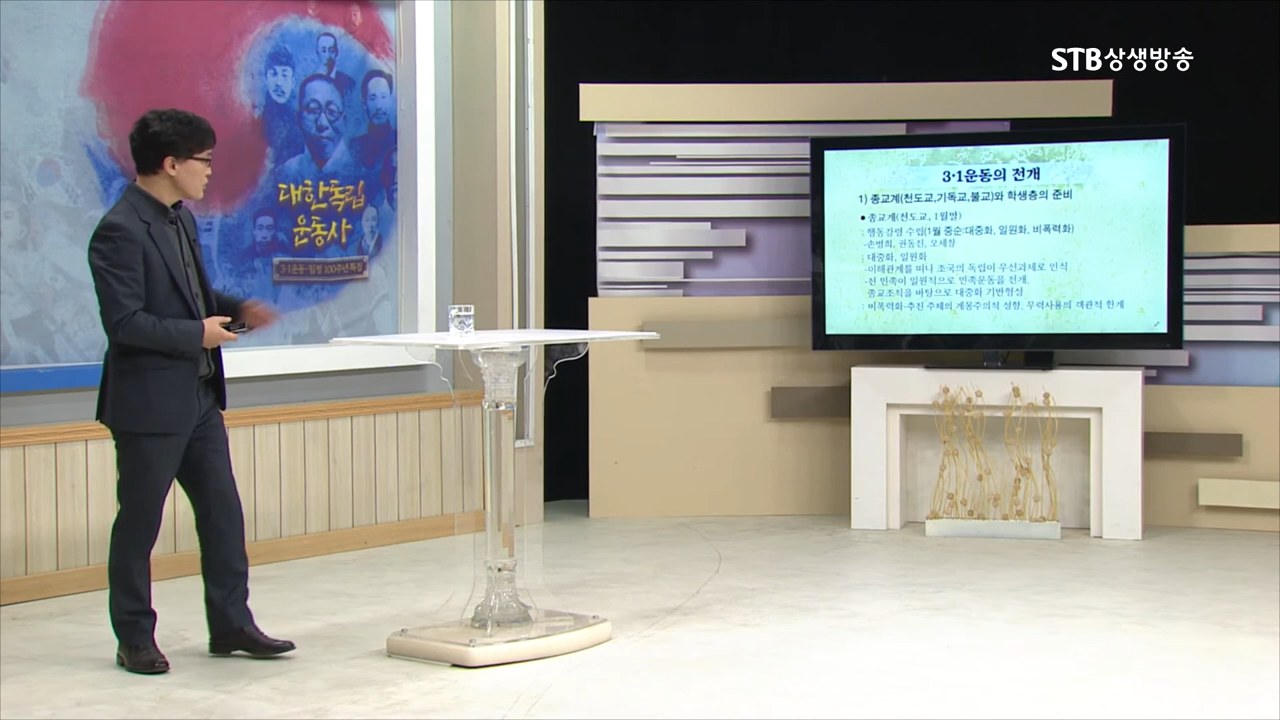 STB상생방송
대한독립
운동사
3·1운동·임정 100주년 특집
3·1운동의 전개
1) 종교계(천도교,기독교,불교)와 학생층의 준비
● 종교계(천도교, 1월말)
: 행동강령 수립(1월 중순:대중화, 일원화, 비폭력화)
-손병희, 권동진, 오세창
: 대중화, 일원화
-이해관계를 떠나 조국의 독립이 우선과제로 인식
-전 민족이 일원적으로 민족운동을 전개,
종교조직을 바탕으로 대중화 기반형성
: 비폭력화-추진 주체의 계몽주의적 성향, 무력사용의 객관적 한계